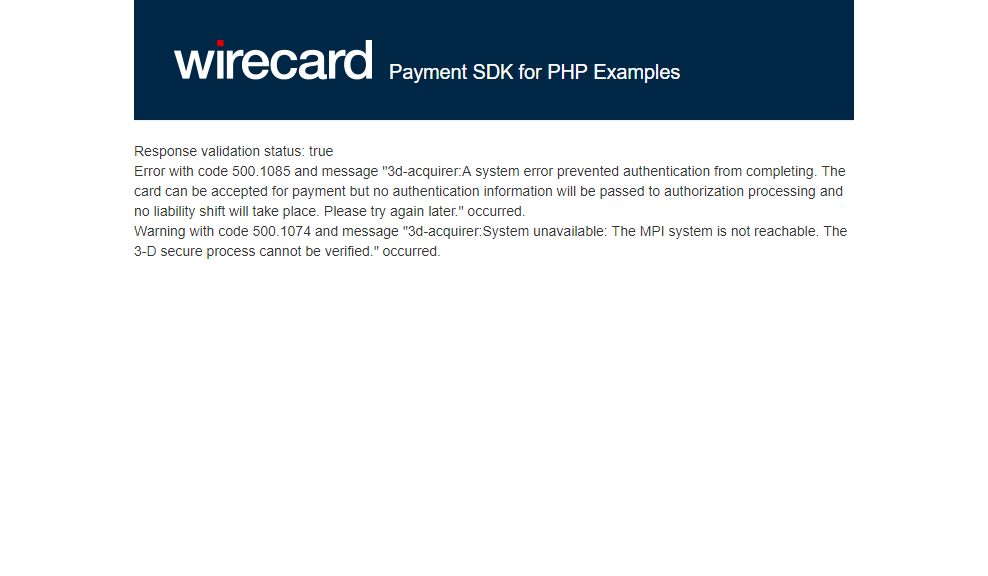 wirecard Payment SDK for PHP Examples
Response validation status: true
Error with code 500.1085 and message "3d-acquirer:A system error prevented authentication from completing. The
card can be accepted for payment but no authentication information will be passed to authorization processing and
no liability shift will take place. Please try again later." occurred.
Warning with code 500.1074 and message "3d-acquirer:System unavailable: The MPI system is not reachable. The
3-D secure process cannot be verified." occurred.